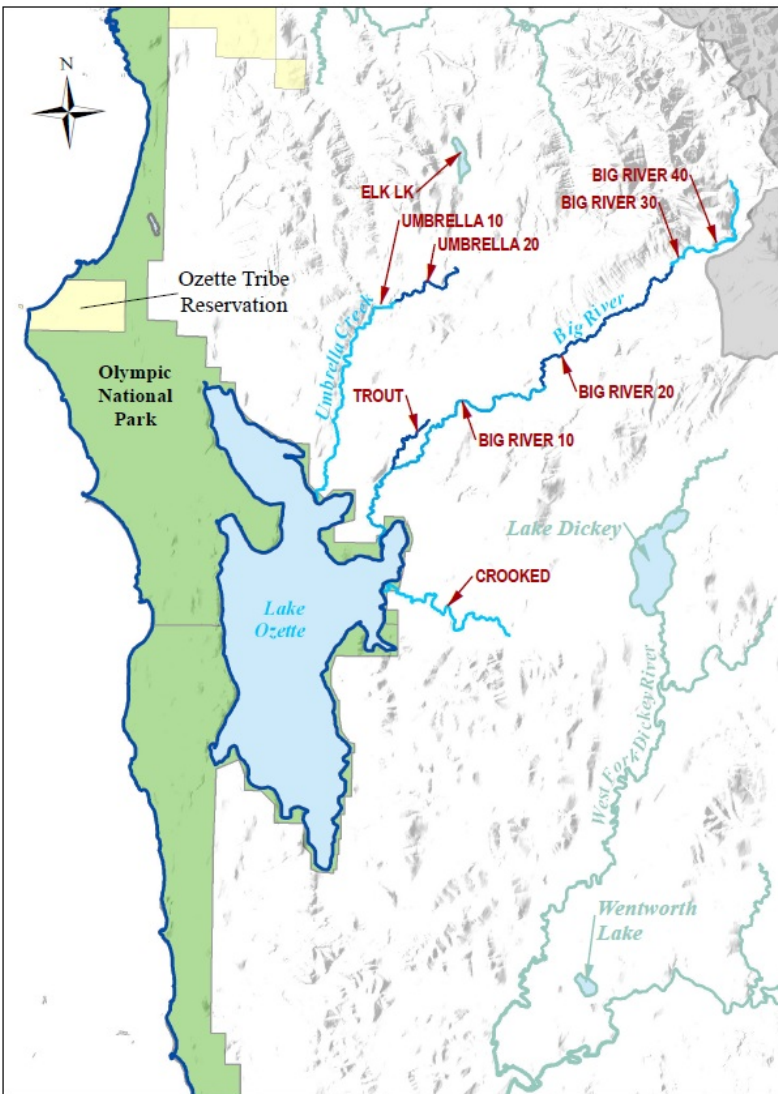 N
ELK LK
BIG RIVER 40
BIG RIVER 30
UMBRELLA 10
UMBRELLA 20
Ozette Tribe
Reservation
Umbrella Creek
Big River
Olympic
National
Park
TROUT
BIG RIVER 20
BIG RIVER 10
Lake Dickey
CROOKED
Lake
Ozette
West Fork Dickey River
Wentworth
Lake